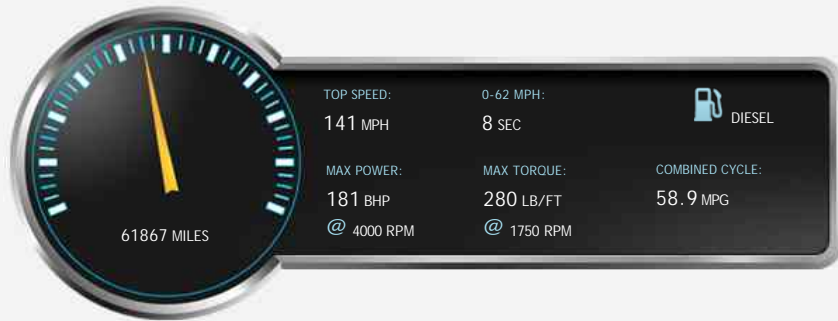 TOP SPEED:
141 MPH
0-62 MPH:
8 SEC
DIESEL
MAX POWER:
181 BHP
@ 4000 RPM
MAX TORQUE:
280 LB/FT
@ 1750 RPM
COMBINED CYCLE:
58.9 MPG
61867 MILES